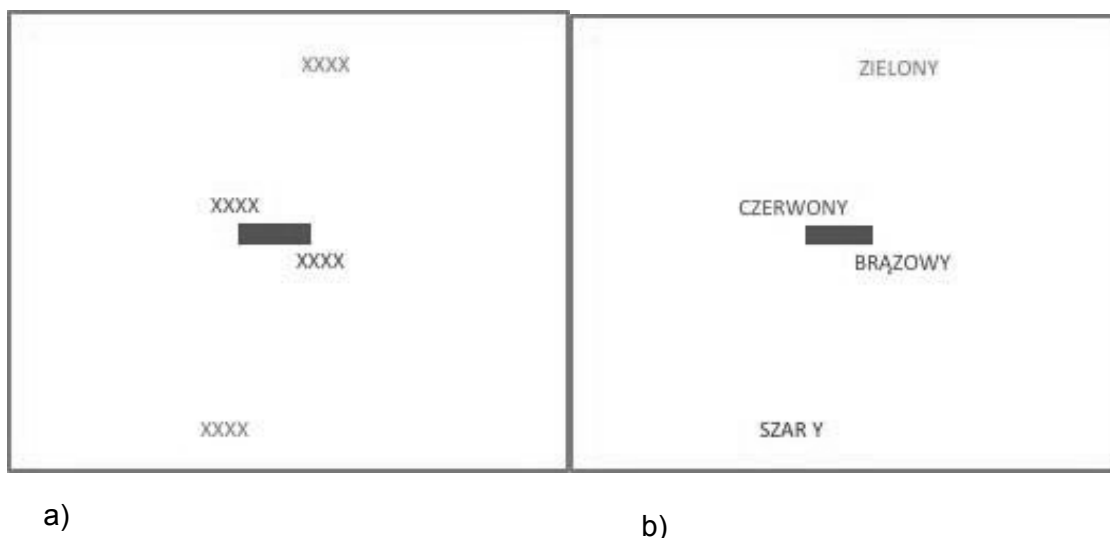 XXXX
XXXX
XXXX
XXXX
a)
ZIELONY
CZERWONY
BRĄZOWY
SZAR Y
b)